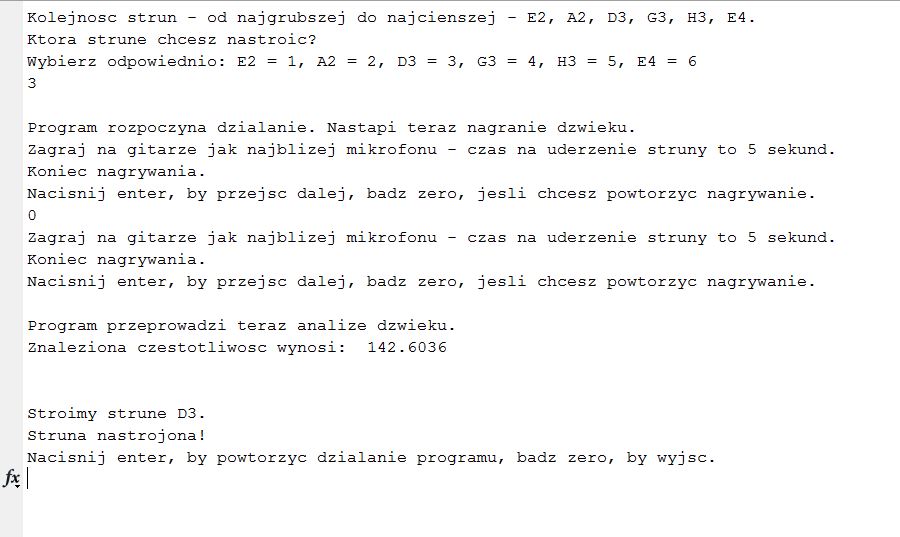 Kolejnosc strun - od najgrubszej do najcienszej - E2, A2, D3, G3, H3, E4.
Ktora strune chcesz nastroic?
Wybierz odpowiednio: E2 = 1, A2 = 2, D3 = 3, G3 = 4, H3 = 5, E4 = 6
3
Program rozpoczyna dzialanie. Nastapi teraz nagranie dzwieku.
Zagraj na gitarze jak najblizej mikrofonu - czas na uderzenie struny to 5 sekund.
Koniec nagrywania.
Nacisnij enter, by przejsc dalej, badz zero, jesli chcesz powtorzyc nagrywanie.
0
Zagraj na gitarze jak najblizej mikrofonu - czas na uderzenie struny to 5 sekund.
Koniec nagrywania.
Nacisnij enter, by przejsc dalej, badz zero, jesli chcesz powtorzyc nagrywanie.
Program przeprowadzi teraz analize dzwieku.
Znaleziona czestotliwosc wynosi:  142.6036
Stroimy strune D3.
Struna nastrojona!
Nacisnij enter, by powtorzyc dzialanie programu, badz zero, by wyjsc.
fx